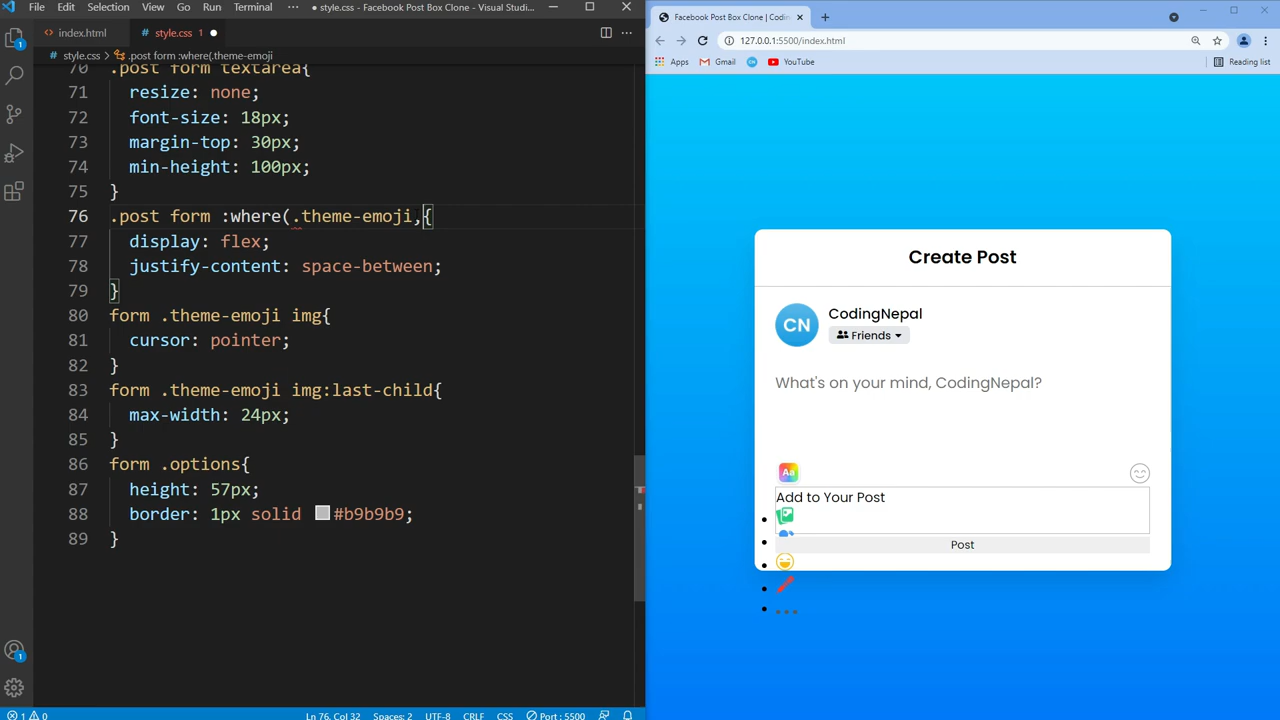 File Edit Selection View Go Run Terminal ··· ● style.css - Facebook Post Box Clone - Visual Studi...
index.html
style.css 1 ●
style.css > .post form :where(.theme-emoji
70 .post form textarea{
71 resize: none;
72 font-size: 18px;
73 margin-top: 30px;
74 min-height: 100px;
75 }
76 .post form :where(.theme-emoji,{
77 display: flex;
78 justify-content: space-between;
79 }
80 form .theme-emoji img{
81 cursor: pointer;
82 }
83 form .theme-emoji img:last-child{
84 max-width: 24px;
85 }
86 form .options{
87 height: 57px;
88 border: 1px solid #b9b9b9;
89 }
1
1
1 0
Ln 76, Col 32 Spaces: 2 UTF-8 CRLF CSS Port : 5500
Facebook Post Box Clone | Codin
127.0.0.1:5500/index.html
Apps Gmail CN YouTube Reading list
Create Post
CN
CodingNepal
Friends
What's on your mind, CodingNepal?
Aa
Add to Your Post
Post